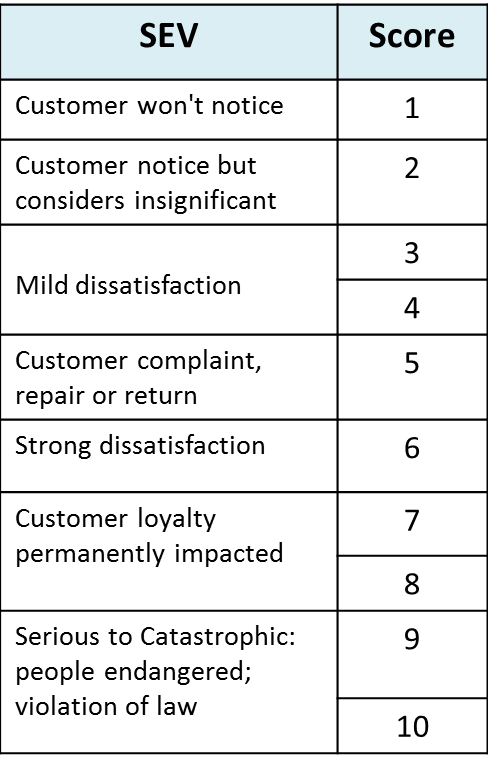 SEV Score
Customer won't notice 1
Customer notice but 2
considers insignificant
3
Mild dissatisfaction
4
Customer complaint, 5
repair or return
Strong dissatisfaction 6
Customer loyalty 7
permanently impacted
8
Serious to Catastrophic: 9
people endangered;
violation of law
10